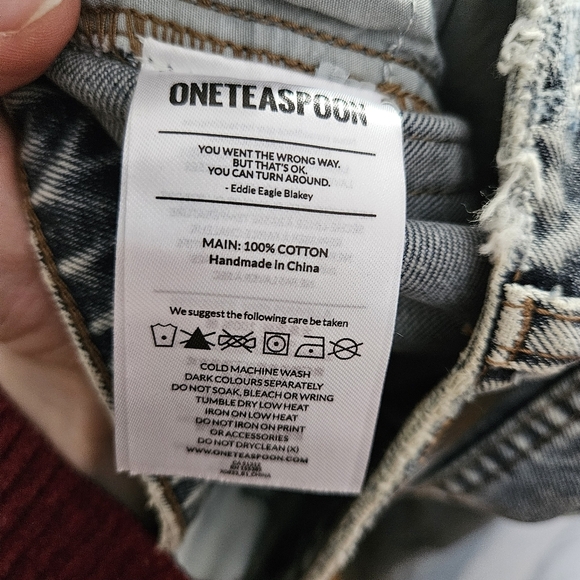 ONETEASPOON
YOU WENT THE WRONG WAY.
BUT THAT'S OK.
YOU CAN TURN AROUND.
- Eddie Eagle Blakey
MAIN: 100% COTTON
Handmade in China
We suggest the following care be taken
COLD MACHINE WASH
DARK COLOURS SEPARATELY
DO NOT SOAK, BLEACH OR WRING
TUMBLE DRY LOW HEAT
IRON ON LOW HEAT
DO NOT IRON ON PRINT
OR ACCESSORIES
DO NOT DRYCLEAN (X)
WWW.ONETEASPOON.COM